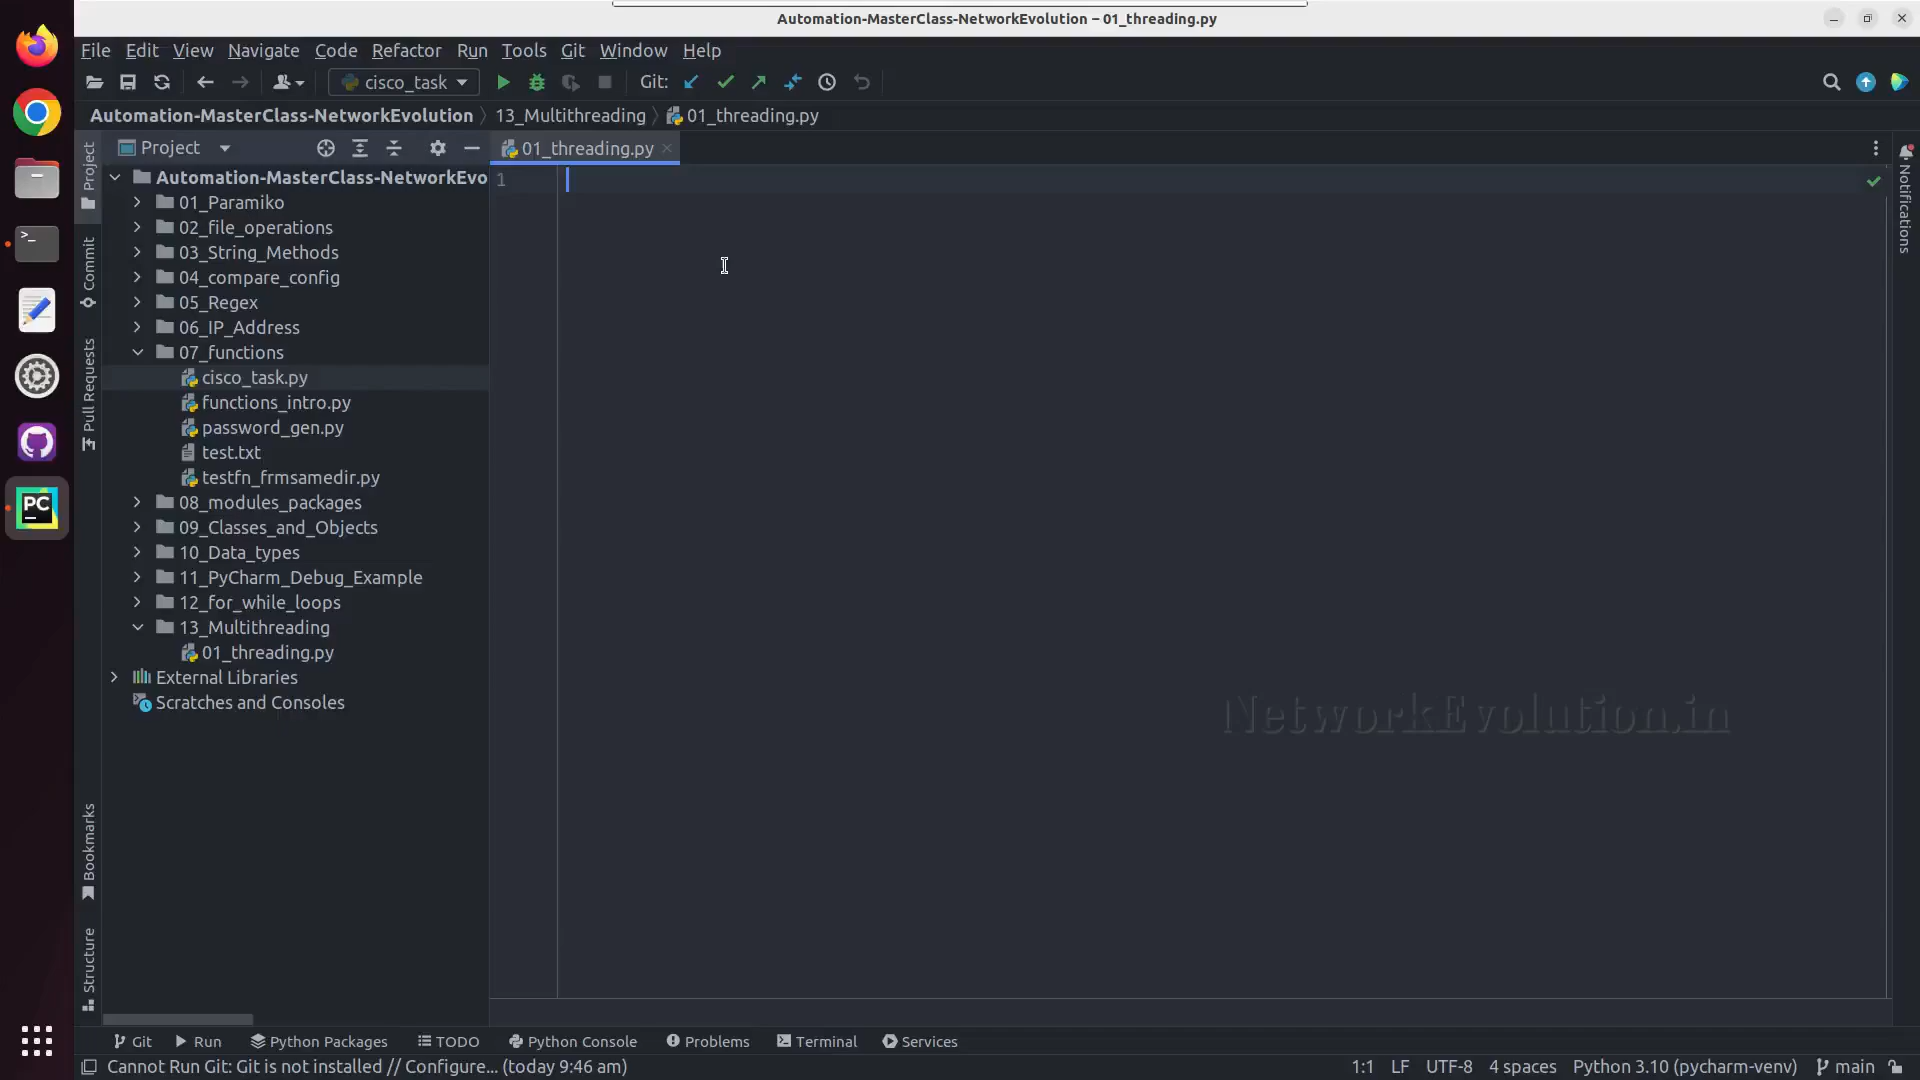 Automation-MasterClass-NetworkEvolution – 01_threading.py
File Edit View Navigate Code Refactor Run Tools Git Window Help
cisco_task Git:
Automation-MasterClass-NetworkEvolution 13_Multithreading 01_threading.py
Project
01_threading.py
Automation-MasterClass-NetworkEvo
1
01_Paramiko
02_file_operations
03_String_Methods
04_compare_config
05_Regex
06_IP_Address
07_functions
cisco_task.py
functions_intro.py
password_gen.py
test.txt
testfn_frmsamedir.py
08_modules_packages
09_Classes_and_Objects
10_Data_types
11_PyCharm_Debug_Example
12_for_while_loops
13_Multithreading
01_threading.py
External Libraries
Scratches and Consoles
Project
Commit
Pull Requests
Bookmarks
Structure
Notifications
PC
NetworkEvolution.in
Git Run Python Packages TODO Python Console Problems Terminal Services
Cannot Run Git: Git is not installed // Configure... (today 9:46 am) 1:1 LF UTF-8 4 spaces Python 3.10 (pycharm-venv) main